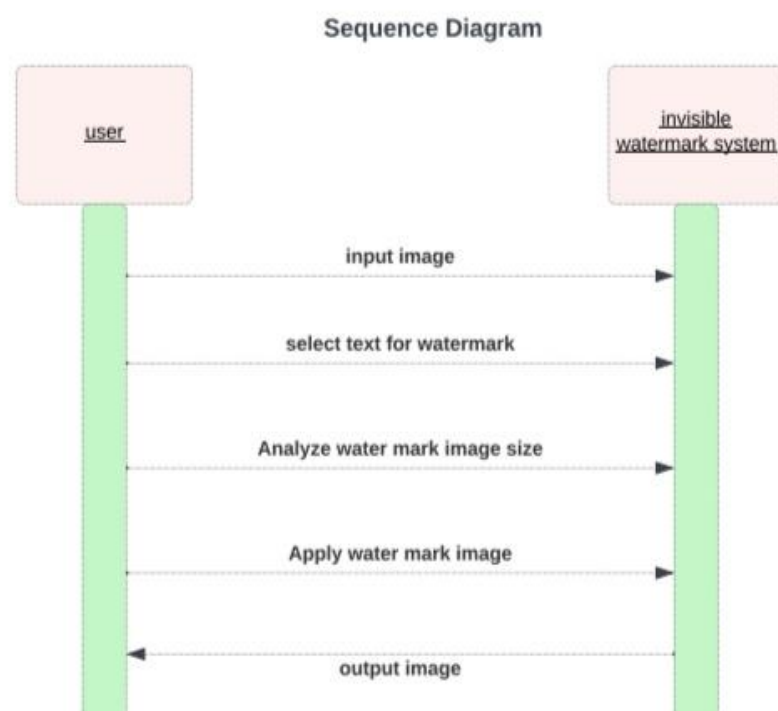 Sequence Diagram
user
invisible
watermark system
input image
select text for watermark
Analyze water mark image size
Apply water mark image
output image